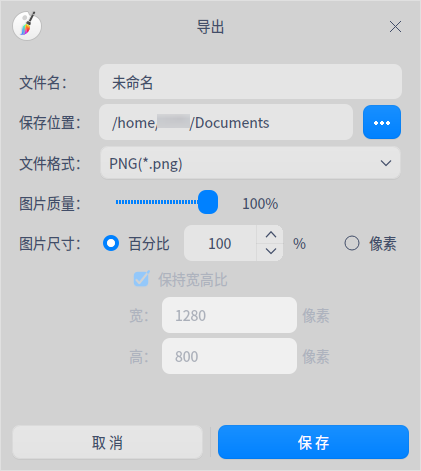 导出
文件名： 未命名
保存位置： /home/ /Documents
文件格式： PNG(*.png)
图片质量： 100%
图片尺寸： 百分比 100 % 像素
保持宽高比
宽： 1280 像素
高： 800 像素
取消 保存